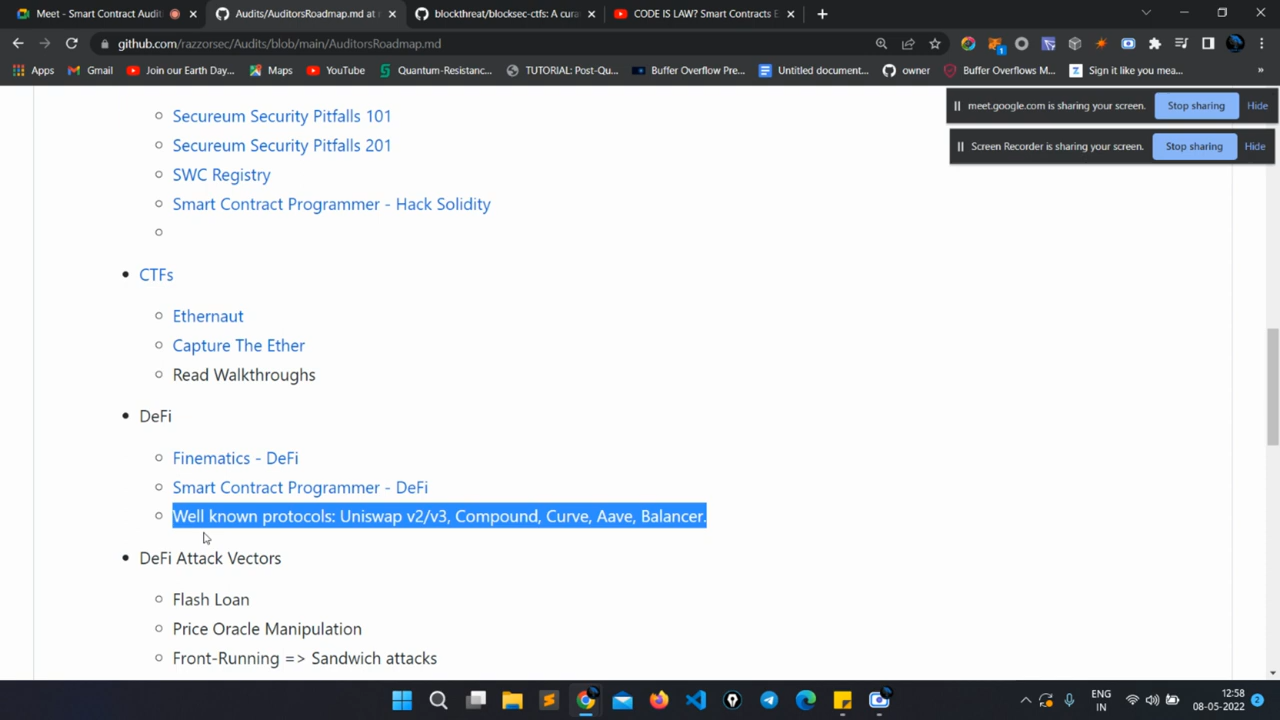 Meet - Smart Contract Audit
Audits/AuditorsRoadmap.md at
blockthreat/blocksec-ctfs: A cura
CODE IS LAW? Smart Contracts E
github.com/razzorsec/Audits/blob/main/AuditorsRoadmap.md
1
Apps
Gmail
Join our Earth Day...
Maps
YouTube
Quantum-Resistanc...
TUTORIAL: Post-Qu...
Buffer Overflow Pre...
Untitled document...
owner
Buffer Overflows M...
Sign it like you mea...
»
meet.google.com is sharing your screen.
Stop sharing
Hide
Screen Recorder is sharing your screen.
Stop sharing
Hide
Secureum Security Pitfalls 101
Secureum Security Pitfalls 201
SWC Registry
Smart Contract Programmer - Hack Solidity
CTFs
Ethernaut
Capture The Ether
Read Walkthroughs
DeFi
Finematics - DeFi
Smart Contract Programmer - DeFi
Well known protocols: Uniswap v2/v3, Compound, Curve, Aave, Balancer.
DeFi Attack Vectors
Flash Loan
Price Oracle Manipulation
Front-Running => Sandwich attacks
ENG
IN
12:58
08-05-2022
2